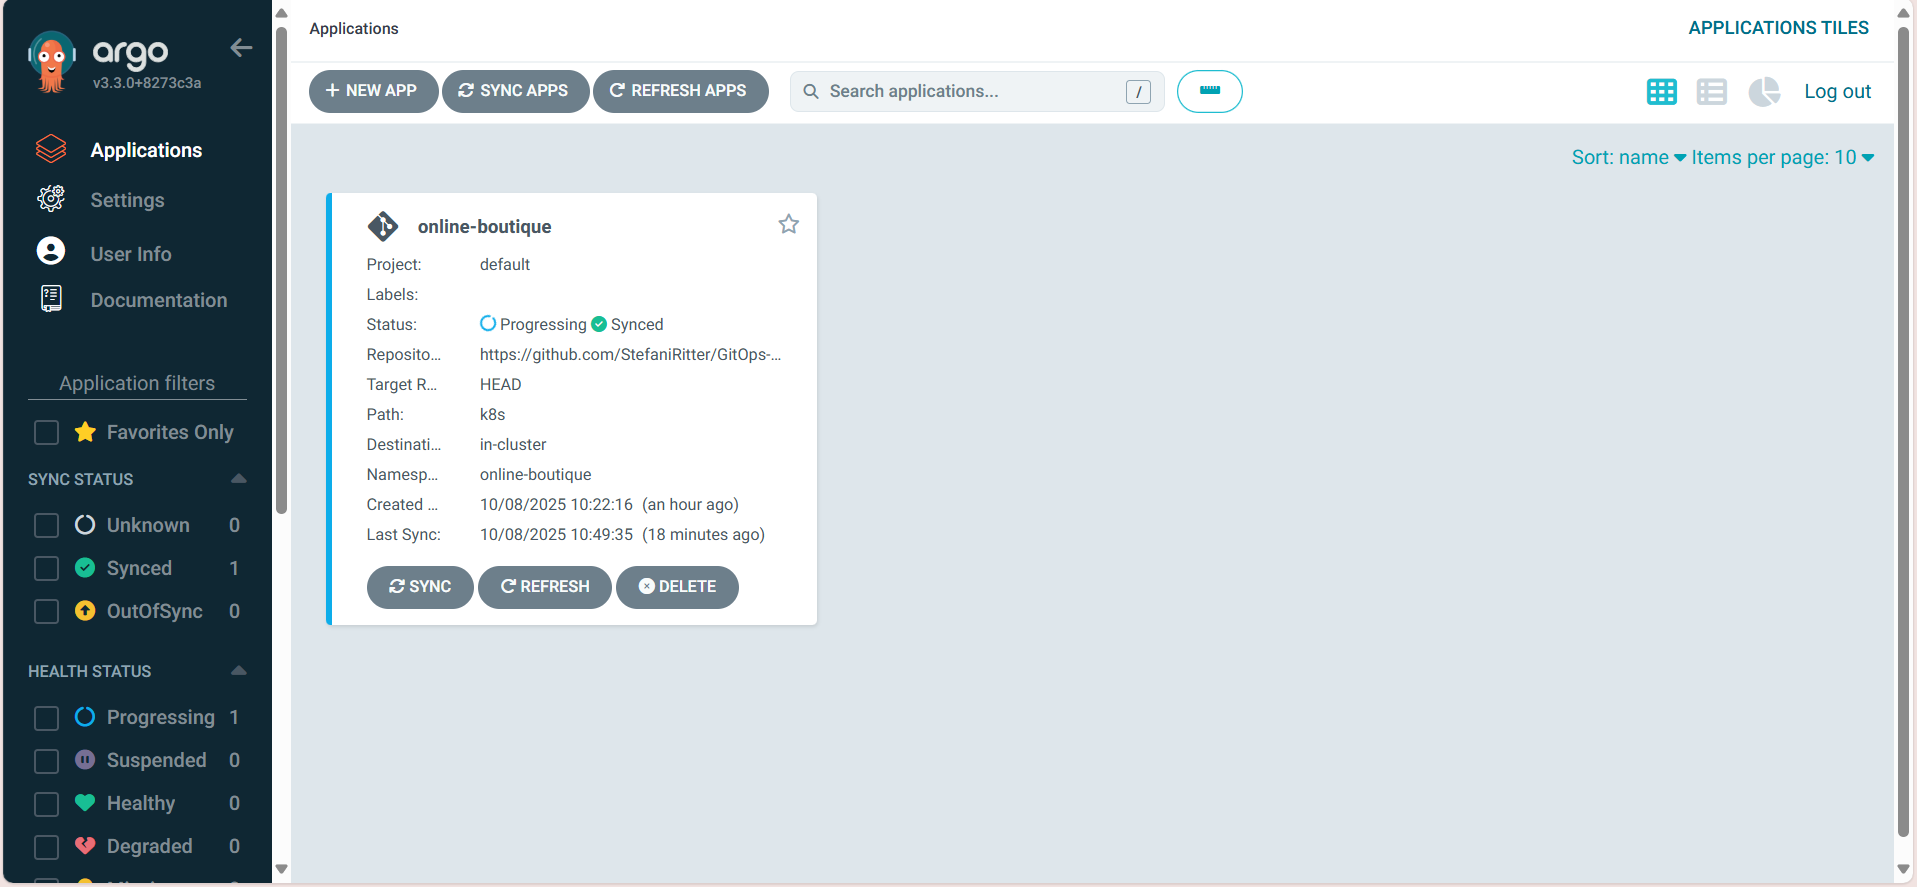 argo
v3.3.0+8273c3a
Applications
Settings
User Info
Documentation
Application filters
Favorites Only
SYNC STATUS
Unknown 0
Synced 1
OutOfSync 0
HEALTH STATUS
Progressing 1
Suspended 0
Healthy 0
Degraded 0
Applications
APPLICATIONS TILES
NEW APP SYNC APPS REFRESH APPS Search applications... / Log out
Sort: name Items per page: 10
online-boutique
Project: default
Labels:
Status: Progressing Synced
Reposito... https://github.com/StefaniRitter/GitOps-...
Target R... HEAD
Path: k8s
Destinati... in-cluster
Namesp... online-boutique
Created ... 10/08/2025 10:22:16 (an hour ago)
Last Sync: 10/08/2025 10:49:35 (18 minutes ago)
SYNC REFRESH DELETE